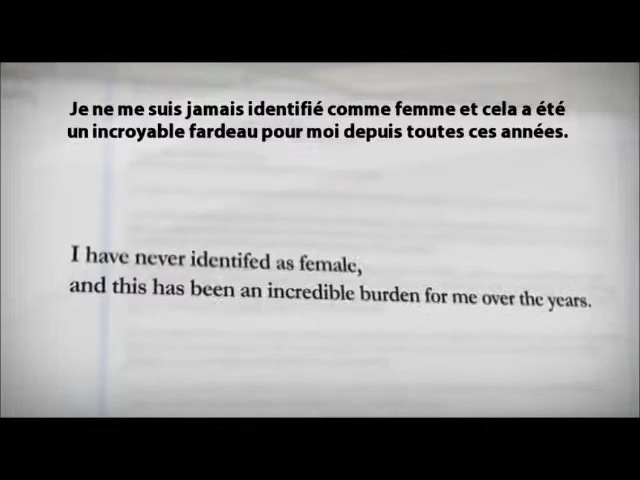 Je ne me suis jamais identifié comme femme et cela a été
un incroyable fardeau pour moi depuis toutes ces années.
I have never identifed as female,
and this has been an incredible burden for me over the years.